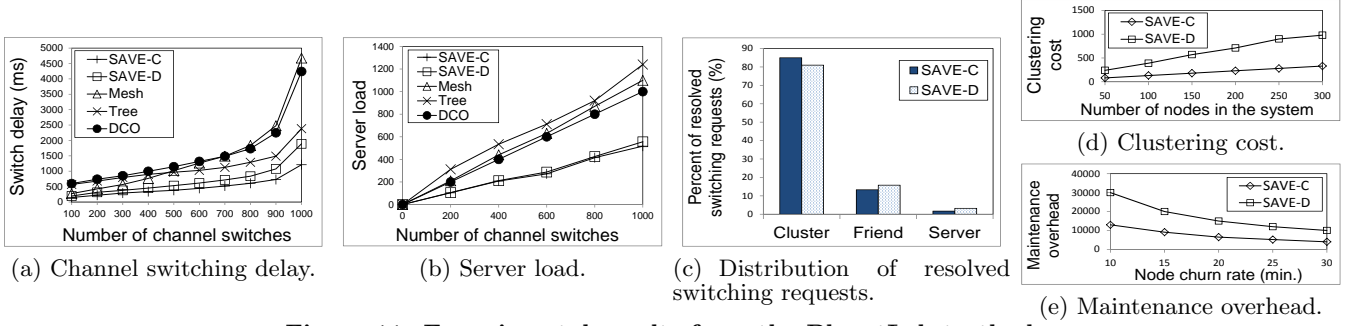 Switch delay (ms)
5000
4500
4000
3500
3000
2500
2000
1500
1000
500
0
SAVE-C
SAVE-D
Mesh
Tree
DCO
100 200 300 400 500 600 700 800 900 1000
Number of channel switches
(a) Channel switching delay.
Server load
1400
1200
1000
800
600
400
200
0
SAVE-C
SAVE-D
Mesh
Tree
DCO
0 200 400 600 800 1000
Number of channel switches
(b) Server load.
Percent of resolved
switching requests (%)
90
80
70
60
50
40
30
20
10
0
SAVE-C
SAVE-D
Cluster Friend Server
(c) Distribution of resolved
switching requests.
Clustering
cost
1500
1000
500
0
SAVE-C
SAVE-D
50 100 150 200 250 300
Number of nodes in the system
(d) Clustering cost.
Maintenance
overhead
40000
30000
20000
10000
0
SAVE-C
SAVE-D
10 15 20 25 30
Node churn rate (min.)
(e) Maintenance overhead.